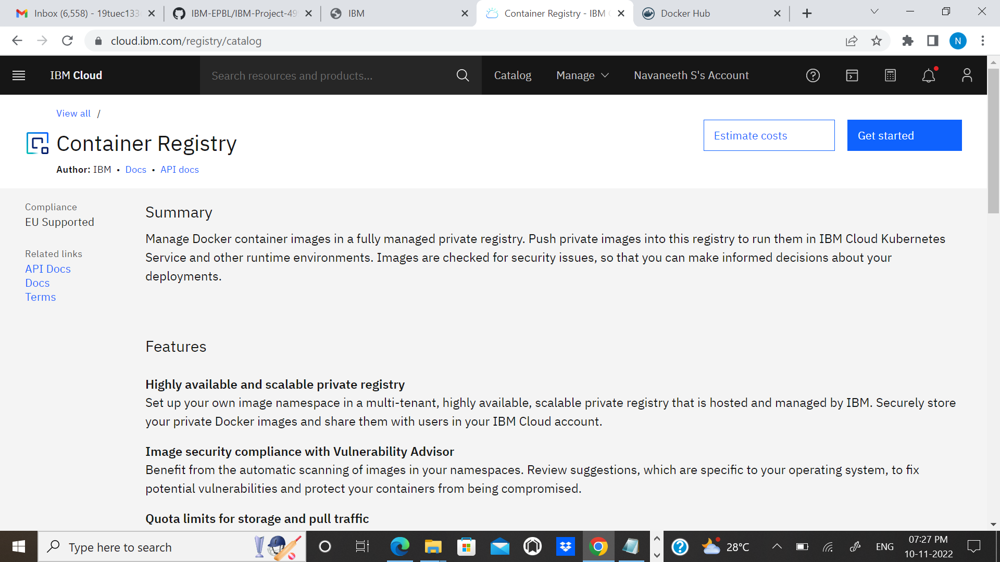 Inbox (6,558) - 19tuec133
IBM-EPBL/IBM-Project-49
IBM
Container Registry - IBM
Docker Hub
cloud.ibm.com/registry/catalog
N
IBM Cloud
Search resources and products...
Catalog
Manage
Navaneeth S's Account
View all /
Container Registry
Estimate costs
Get started
Author: IBM • Docs • API docs
Compliance
EU Supported
Related links
API Docs
Docs
Terms
Summary
Manage Docker container images in a fully managed private registry. Push private images into this registry to run them in IBM Cloud Kubernetes
Service and other runtime environments. Images are checked for security issues, so that you can make informed decisions about your
deployments.
Features
Highly available and scalable private registry
Set up your own image namespace in a multi-tenant, highly available, scalable private registry that is hosted and managed by IBM. Securely store
your private Docker images and share them with users in your IBM Cloud account.
Image security compliance with Vulnerability Advisor
Benefit from the automatic scanning of images in your namespaces. Review suggestions, which are specific to your operating system, to fix
potential vulnerabilities and protect your containers from being compromised.
Quota limits for storage and pull traffic
Type here to search
28°C
ENG
07:27 PM
10-11-2022